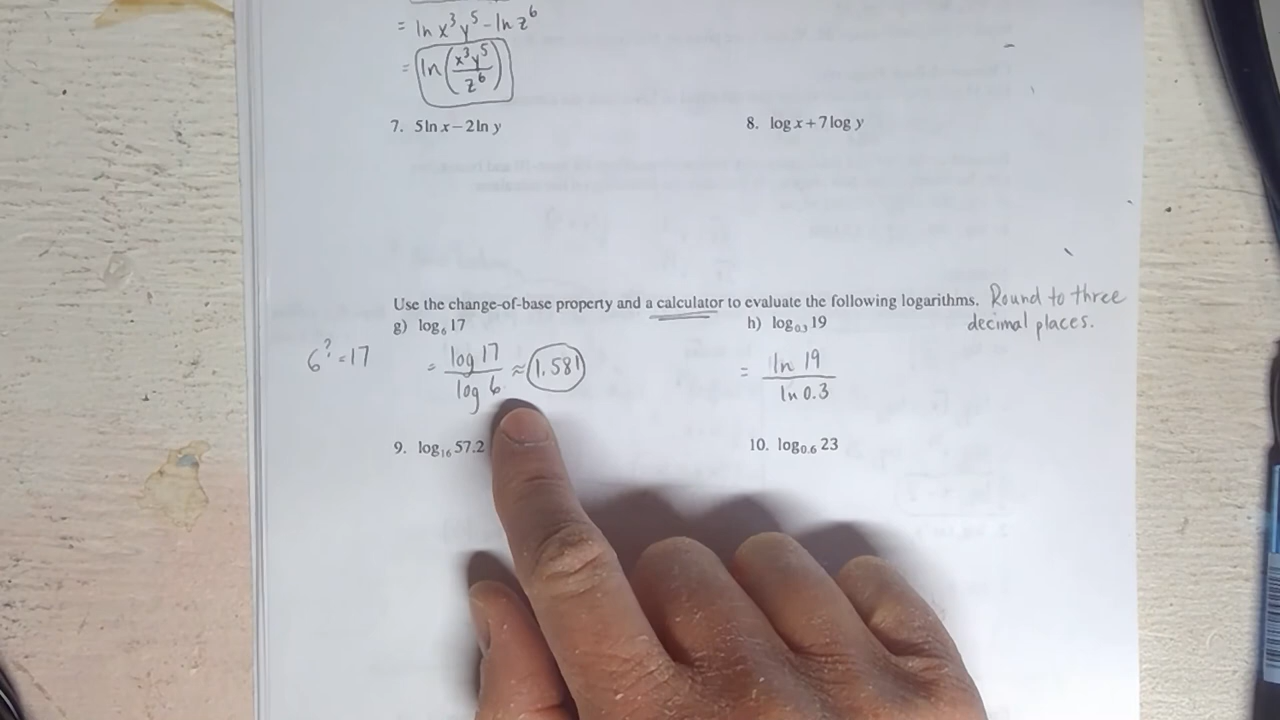 = ln x³y⁵ - ln z⁶
= ln(x³y⁵/z⁶)
7. 5 ln x − 2 ln y
8. log x + 7 log y
Use the change-of-base property and a calculator to evaluate the following logarithms. Round to three decimal places.
g) log₆ 17
h) log₀.₃ 19
6^? = 17
= log 17 / log 6 ≈ 1.581
= ln 19 / ln 0.3
9. log₁₆ 57.2
10. log₀.₆ 23